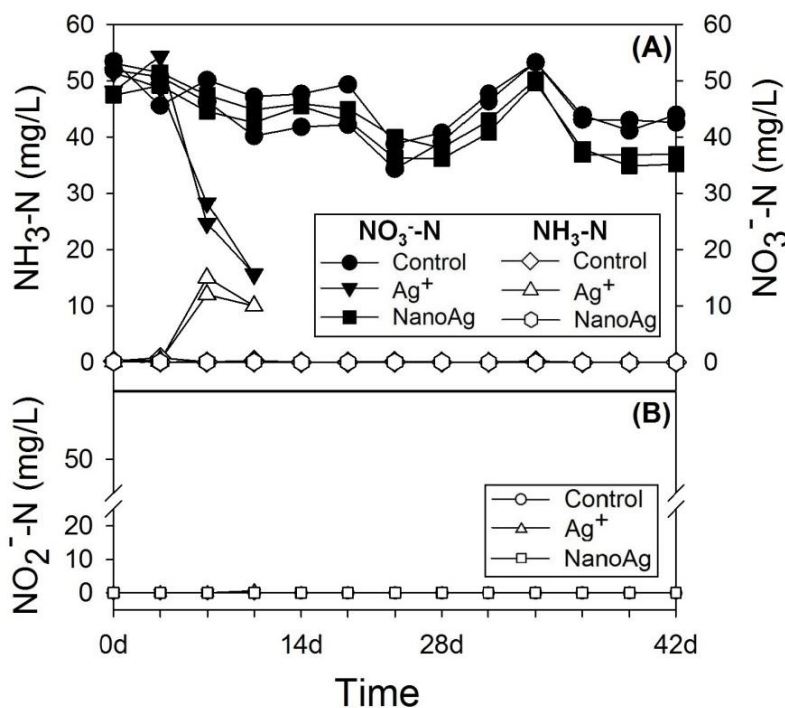 (A)
60 50 40 30 20 10 0
NH₃-N (mg/L)
60 50 40 30 20 10 0
NO₃⁻-N (mg/L)
NO₃⁻-N NH₃-N
Control Control
Ag⁺ Ag⁺
NanoAg NanoAg
(B)
50 20 10 0
NO₂⁻-N (mg/L)
Control
Ag⁺
NanoAg
0d 14d 28d 42d
Time